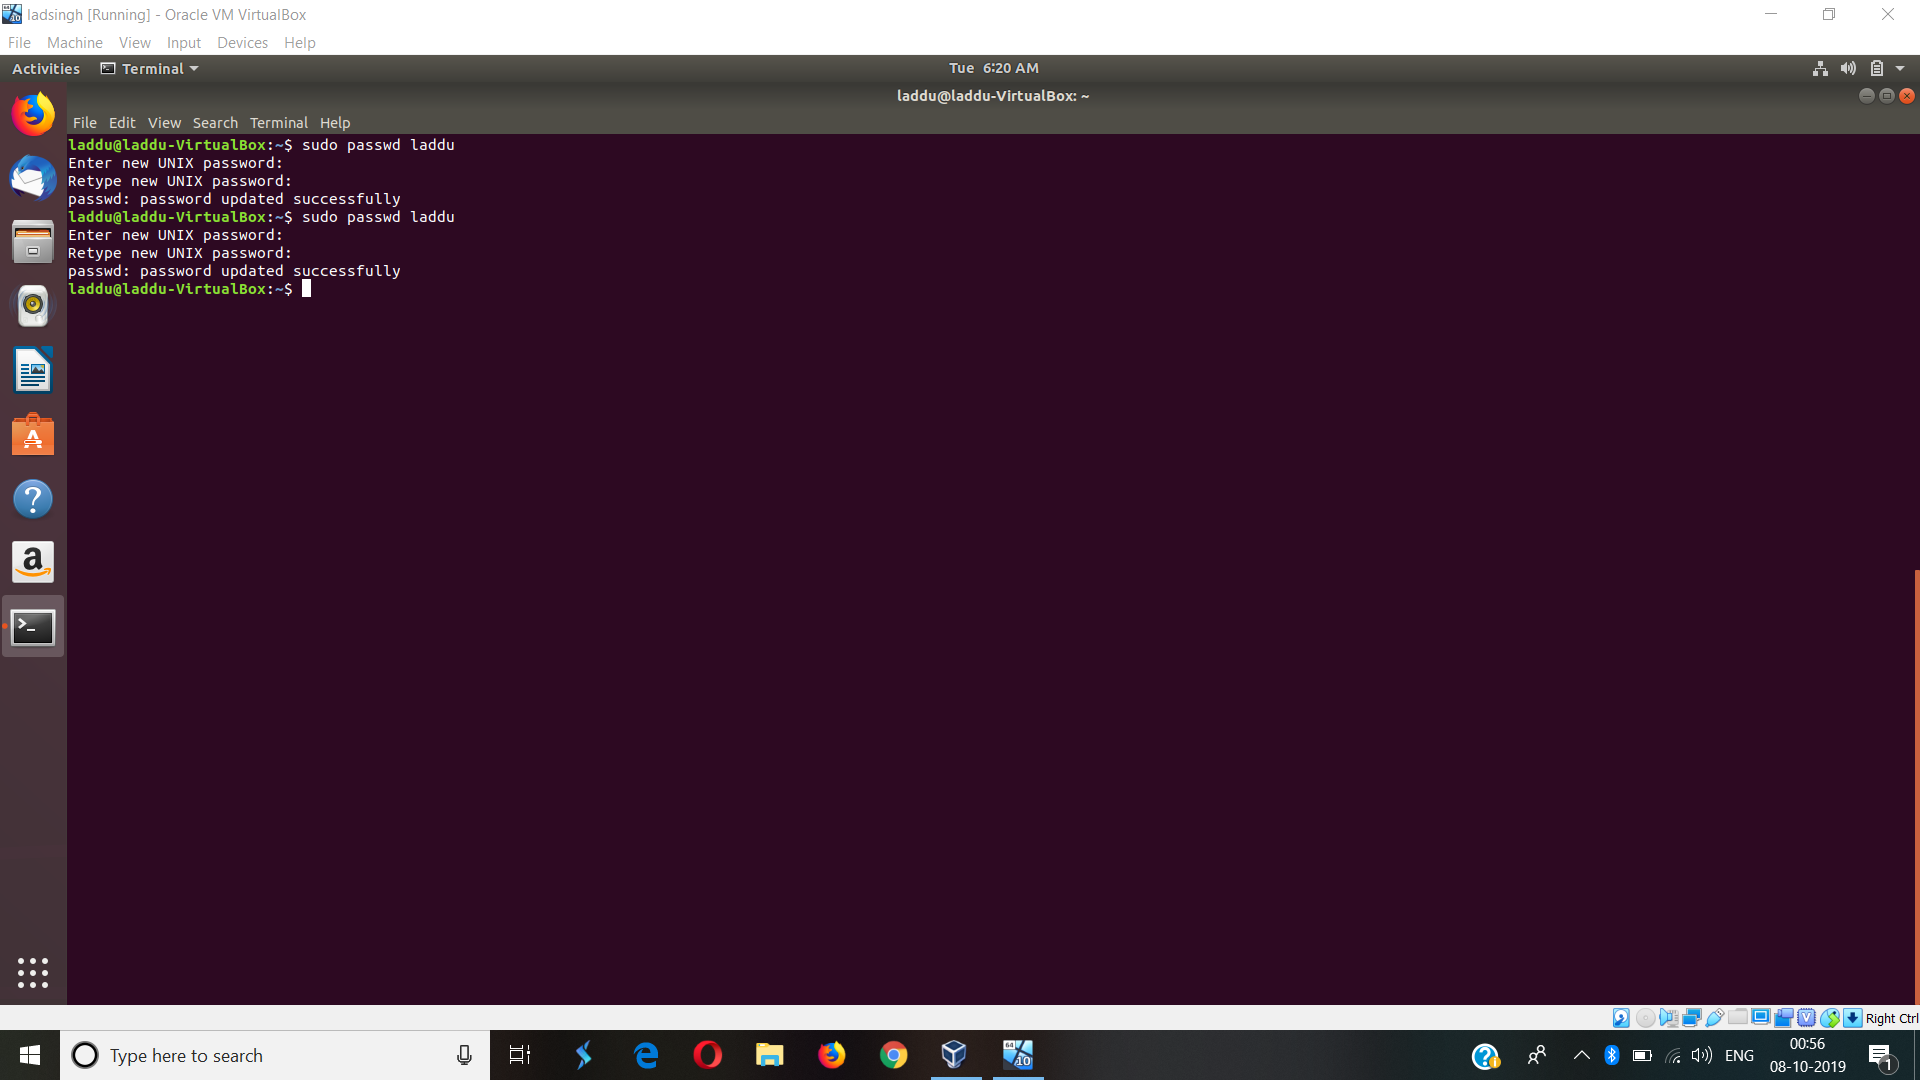 ladsingh [Running] - Oracle VM VirtualBox
File Machine View Input Devices Help
Activities Terminal Tue 6:20 AM
laddu@laddu-VirtualBox: ~
File Edit View Search Terminal Help
laddu@laddu-VirtualBox:~$ sudo passwd laddu
Enter new UNIX password:
Retype new UNIX password:
passwd: password updated successfully
laddu@laddu-VirtualBox:~$ sudo passwd laddu
Enter new UNIX password:
Retype new UNIX password:
passwd: password updated successfully
laddu@laddu-VirtualBox:~$
Right Ctrl
Type here to search
ENG
00:56
08-10-2019
1